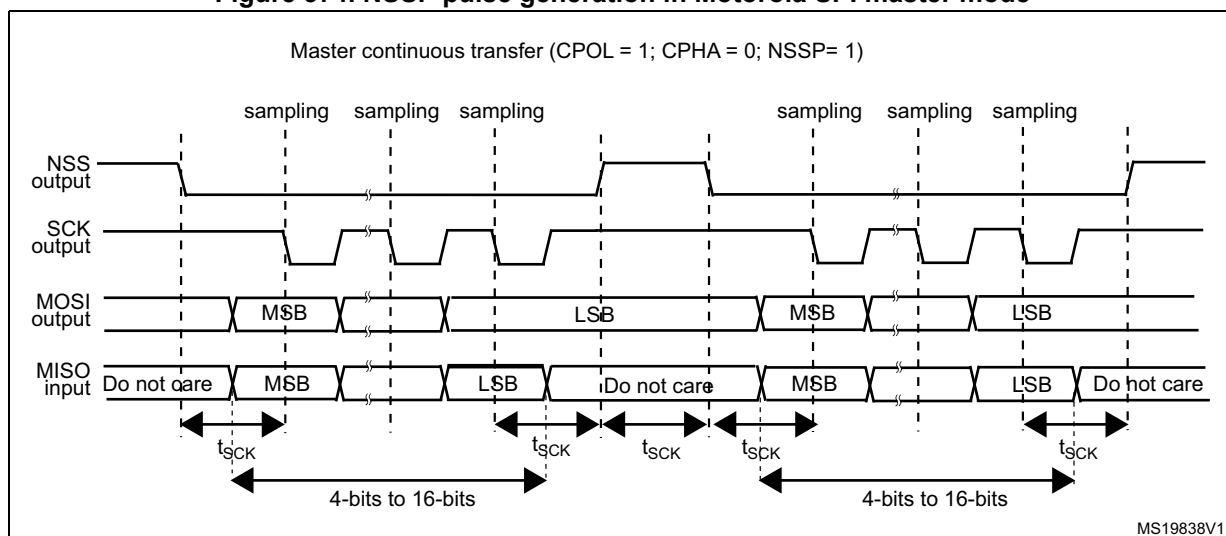 Master continuous transfer (CPOL = 1; CPHA = 0; NSSP= 1)
sampling sampling sampling sampling sampling sampling
NSS
output
SCK
output
MOSI
output
MSB LSB MSB LSB
MISO
input
Do not care MSB LSB Do not care MSB LSB Do not care
tSCK tSCK tSCK tSCK tSCK
4-bits to 16-bits 4-bits to 16-bits
MS19838V1